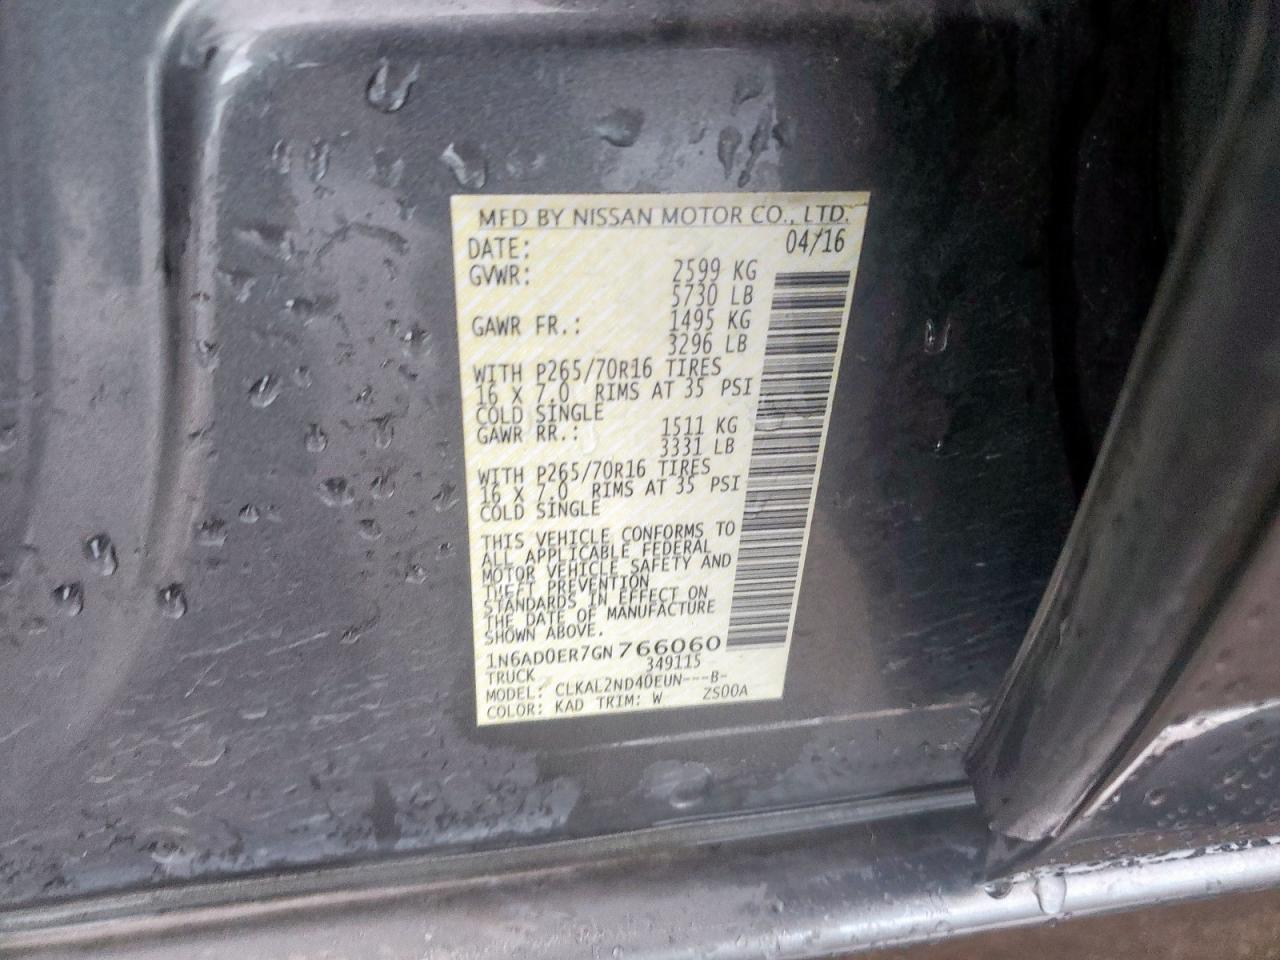 MFD BY NISSAN MOTOR CO., LTD.
DATE: 04/16
GVWR: 2599 KG
5730 LB
GAWR FR.: 1495 KG
3296 LB
WITH P265/70R16 TIRES
16 X 7.0 RIMS AT 35 PSI
COLD SINGLE
GAWR RR.: 1511 KG
3331 LB
WITH P265/70R16 TIRES
16 X 7.0 RIMS AT 35 PSI
COLD SINGLE
THIS VEHICLE CONFORMS TO
ALL APPLICABLE FEDERAL
MOTOR VEHICLE SAFETY AND
THEFT PREVENTION
STANDARDS IN EFFECT ON
THE DATE OF MANUFACTURE
SHOWN ABOVE.
1N6AD0ER7GN766060
TRUCK 349115
MODEL: CLKAL2ND40EUN---B-
COLOR: KAD TRIM: W ZS00A